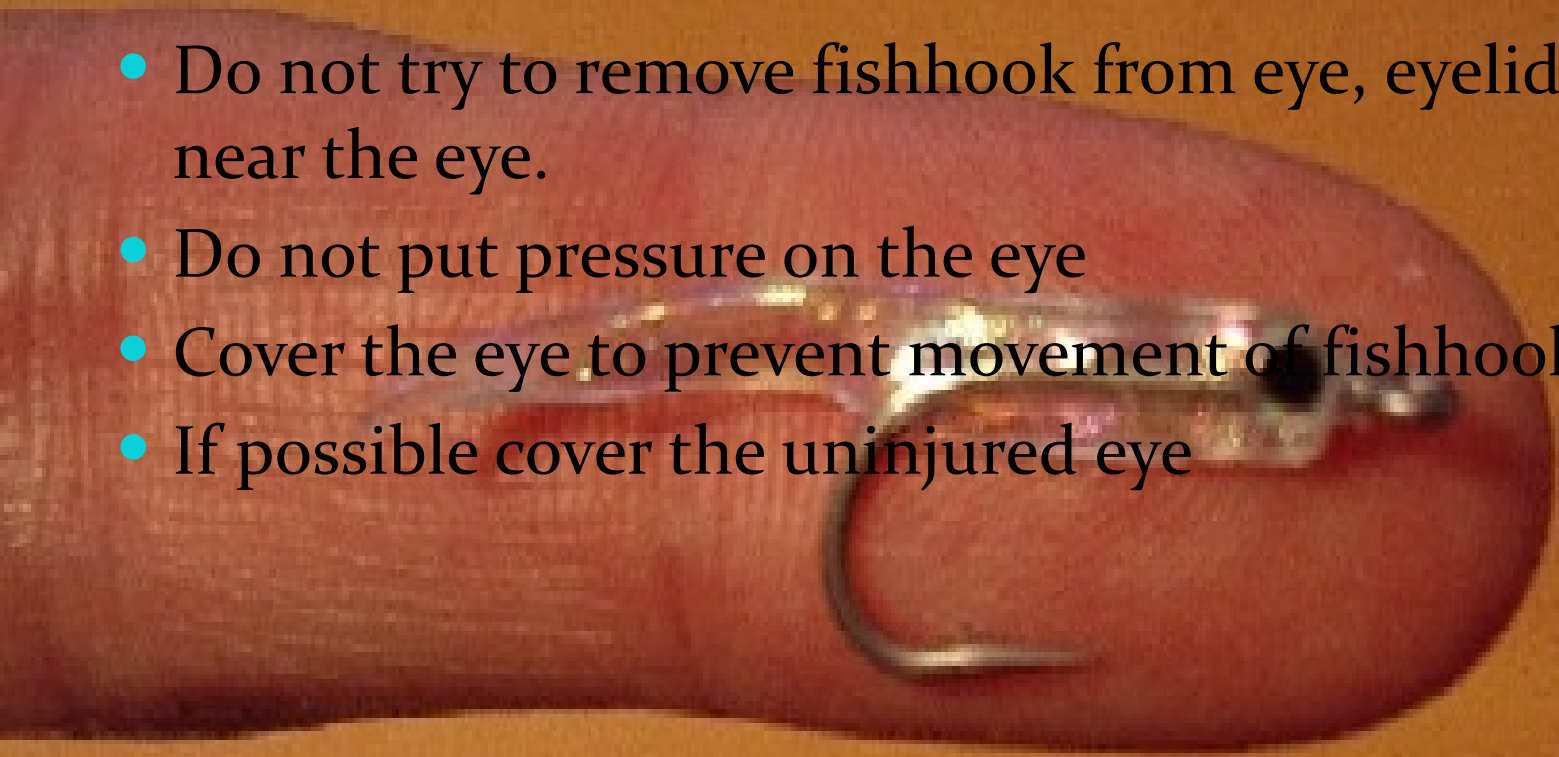 • Do not try to remove fishhook from eye, eyelid
near the eye.
• Do not put pressure on the eye
• Cover the eye to prevent movement of
• If possible cover the uninjured eye